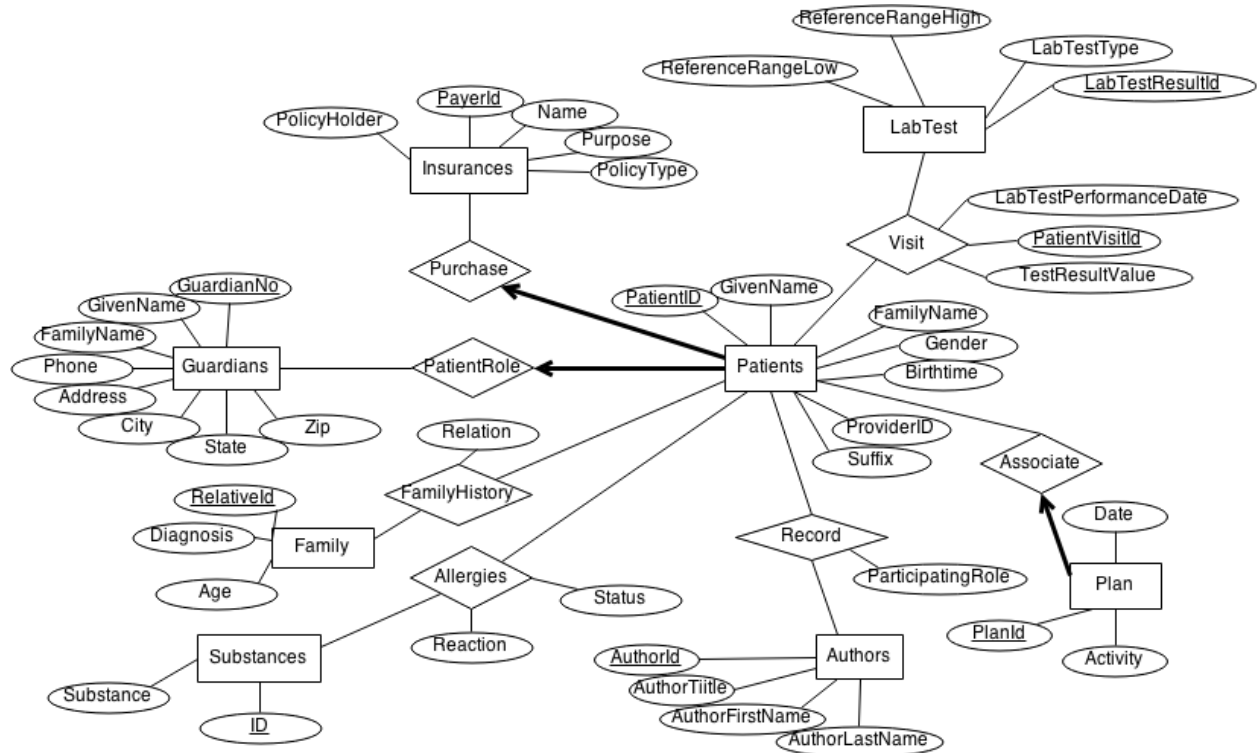 ReferenceRangeHigh
LabTestType
ReferenceRangeLow
LabTestResultId
PayerId
Name
PolicyHolder
LabTest
Purpose
Insurances
PolicyType
LabTestPerformanceDate
Visit
PatientVisitId
Purchase
TestResultValue
GuardianNo
GivenName
PatientID
GivenName
FamilyName
FamilyName
Gender
Phone
Guardians
PatientRole
Patients
Birthtime
Address
City
Zip
State
Relation
ProviderID
Suffix
Associate
FamilyHistory
RelativeId
Diagnosis
Family
Record
Date
Age
Allergies
Status
ParticipatingRole
Plan
Reaction
PlanId
Activity
Substances
Authors
AuthorId
Substance
AuthorTiitle
AuthorFirstName
ID
AuthorLastName